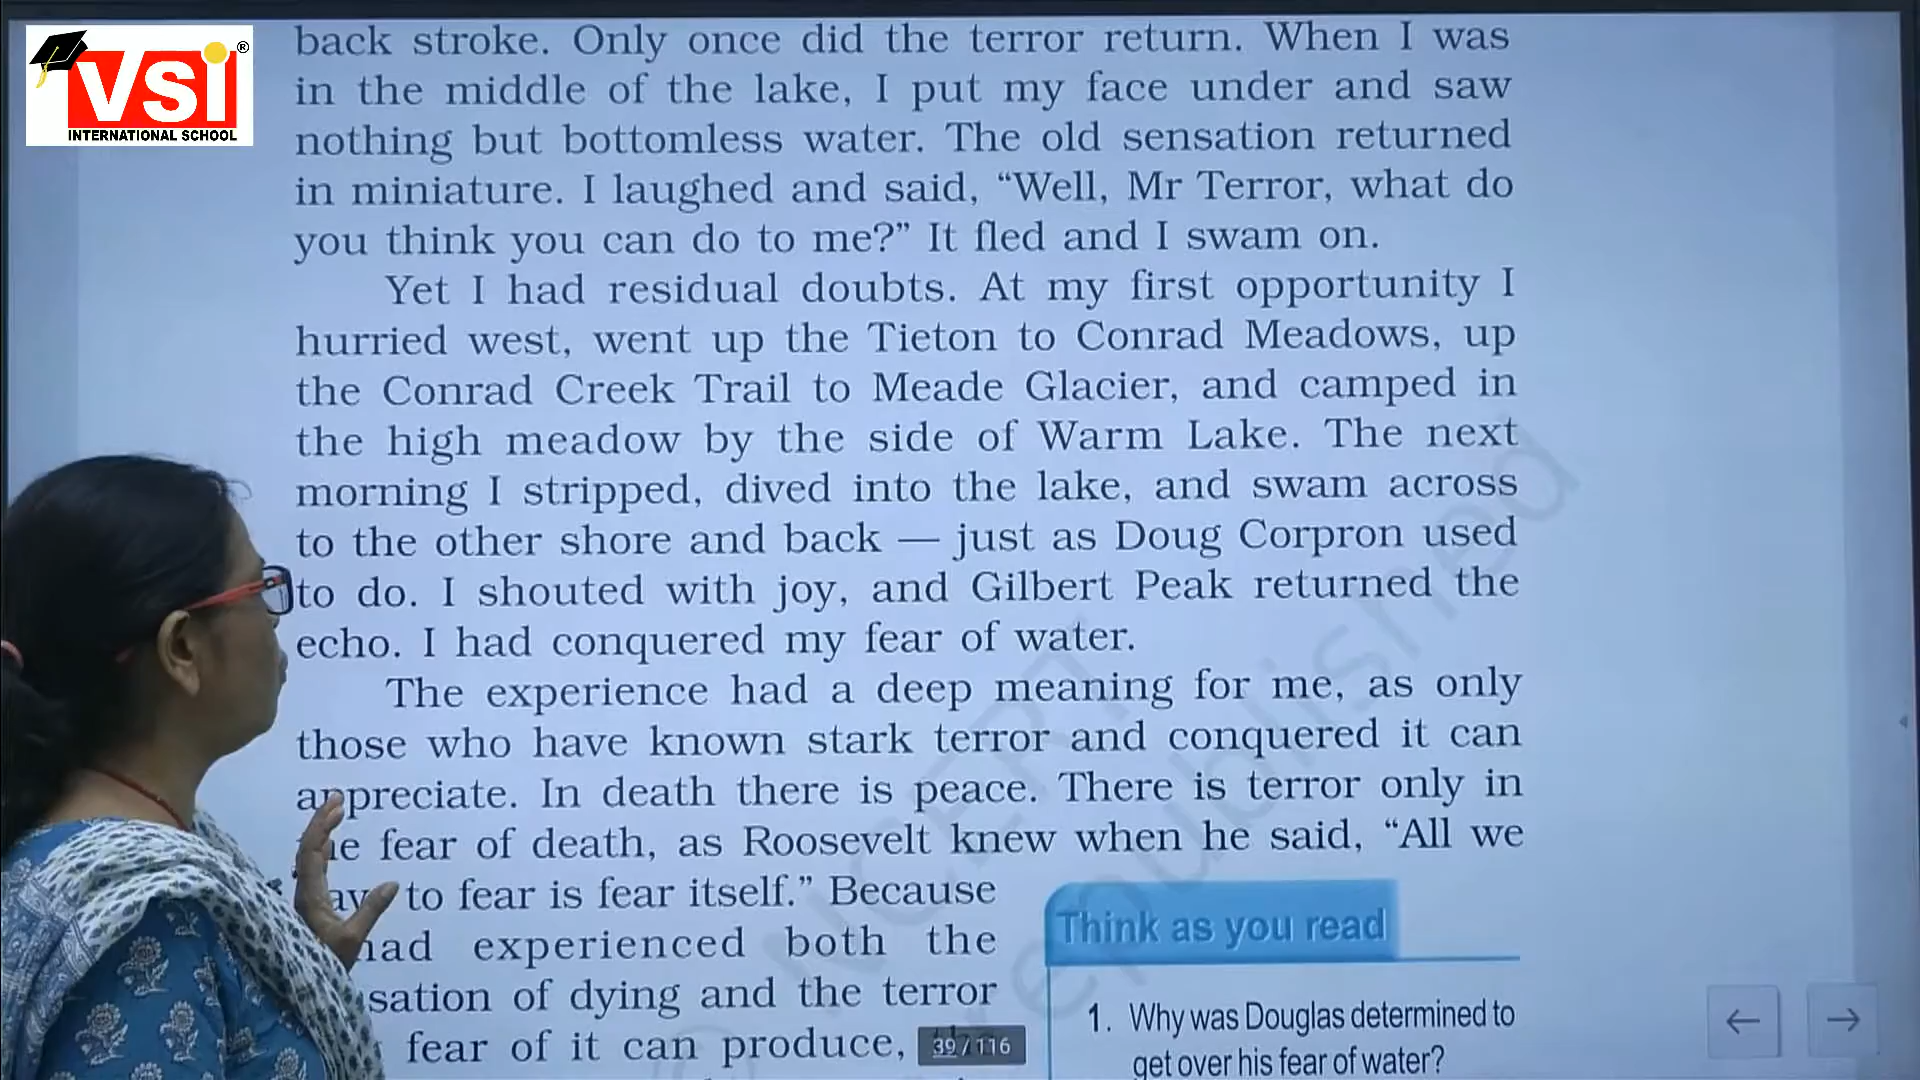 VSI
®
INTERNATIONAL SCHOOL
back stroke. Only once did the terror return. When I was
in the middle of the lake, I put my face under and saw
nothing but bottomless water. The old sensation returned
in miniature. I laughed and said, “Well, Mr Terror, what do
you think you can do to me?” It fled and I swam on.
Yet I had residual doubts. At my first opportunity I
hurried west, went up the Tieton to Conrad Meadows, up
the Conrad Creek Trail to Meade Glacier, and camped in
the high meadow by the side of Warm Lake. The next
morning I stripped, dived into the lake, and swam across
to the other shore and back — just as Doug Corpron used
to do. I shouted with joy, and Gilbert Peak returned the
echo. I had conquered my fear of water.
The experience had a deep meaning for me, as only
those who have known stark terror and conquered it can
appreciate. In death there is peace. There is terror only in
fear of death, as Roosevelt knew when he said, “All we
to fear is fear itself.” Because
had experienced both the
sation of dying and the terror
fear of it can produce,
39 / 116
Think as you read
1. Why was Douglas determined to
get over his fear of water?
© NCERT
republished